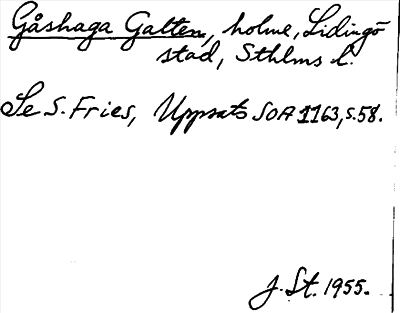 Gåshaga Galten, holme, Lidingö
stad, Sthlms l.
Se S. Fries, Uppsats SOA 1163, s. 58.
J. St. 1955.